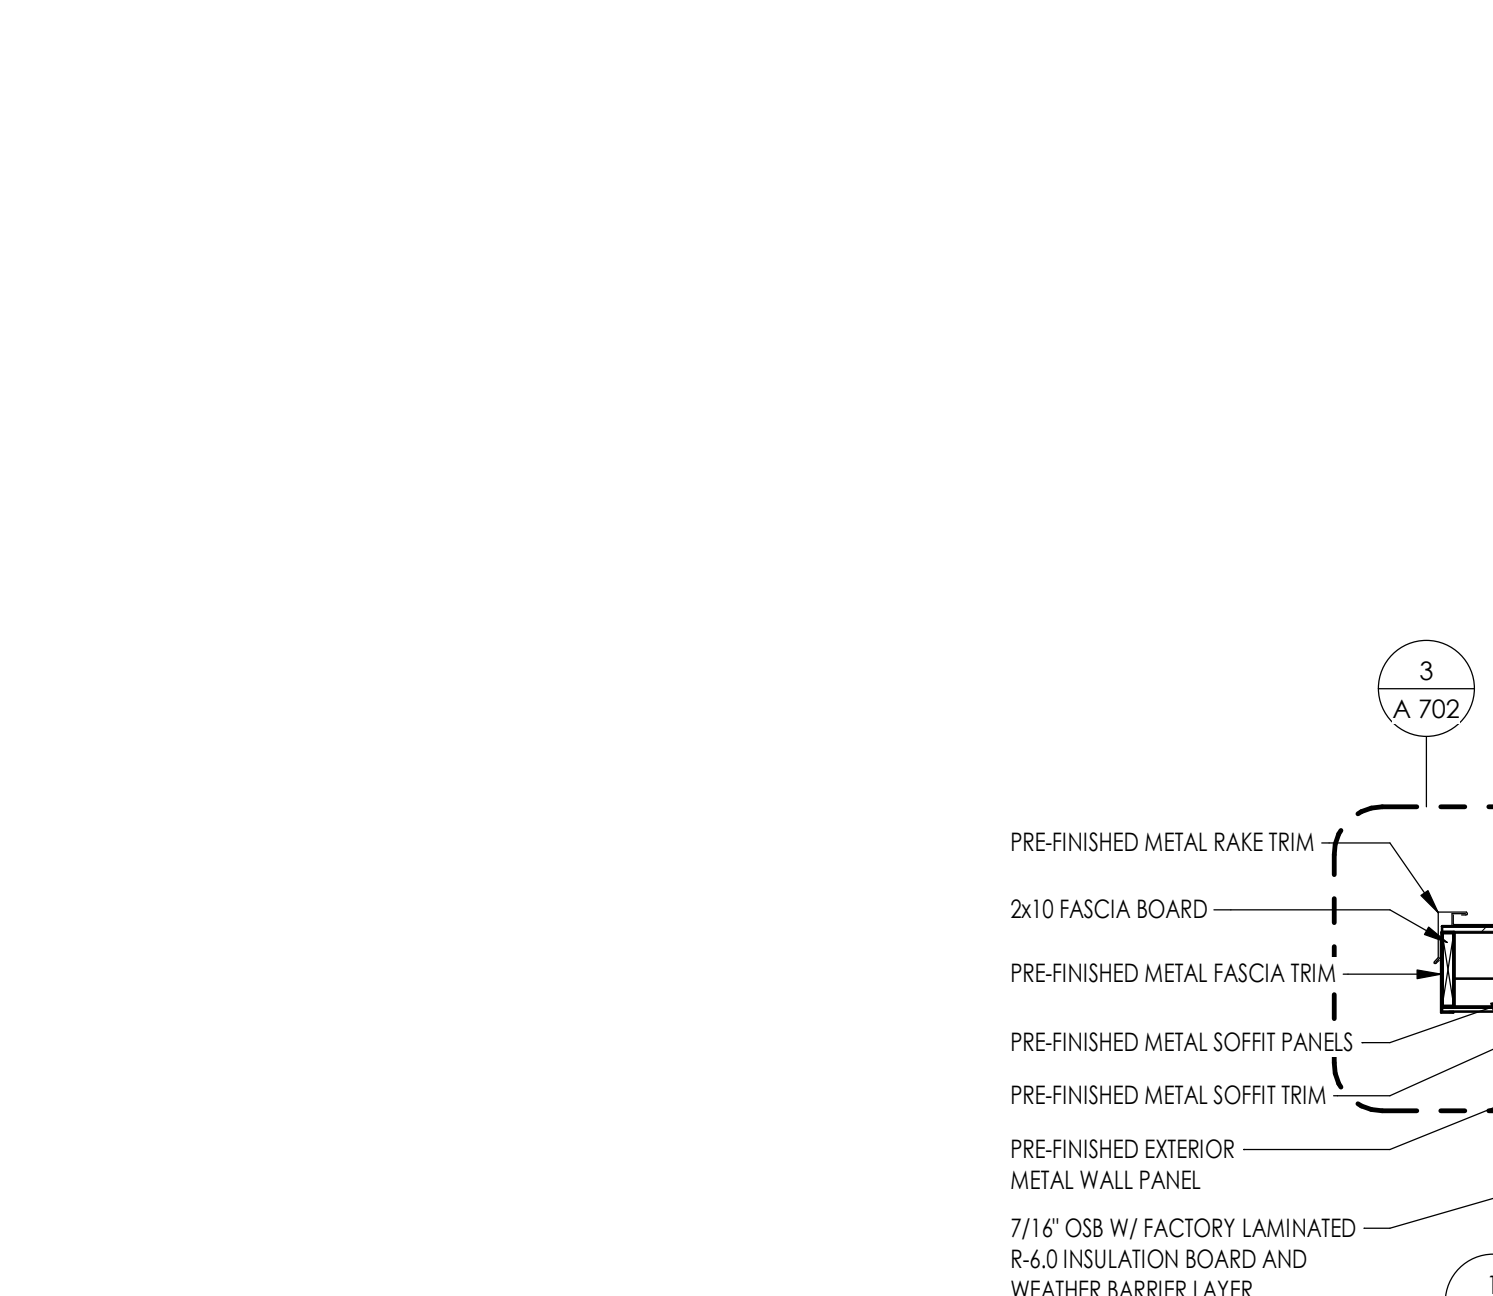 3
A 702
PRE-FINISHED METAL RAKE TRIM
2x10 FASCIA BOARD
PRE-FINISHED METAL FASCIA TRIM
PRE-FINISHED METAL SOFFIT PANELS
PRE-FINISHED METAL SOFFIT TRIM
PRE-FINISHED EXTERIOR
METAL WALL PANEL
7/16" OSB W/ FACTORY LAMINATED
R-6.0 INSULATION BOARD AND
WEATHER BARRIER LAYER